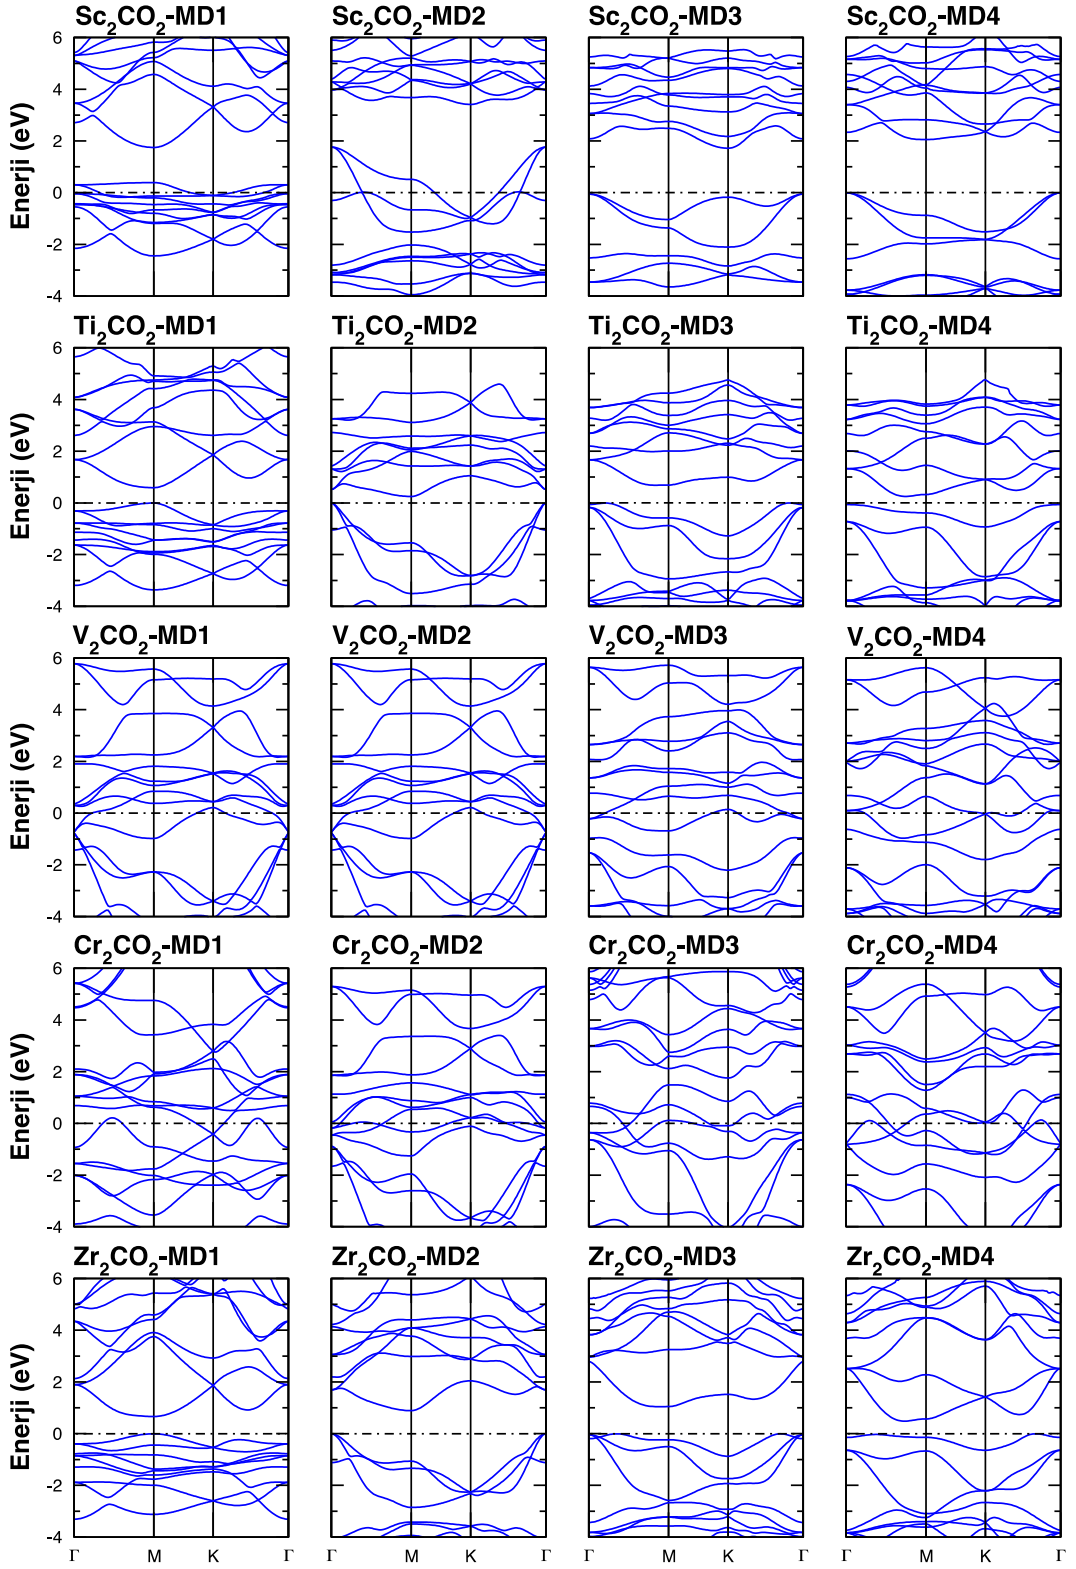 Sc₂CO₂-MD1 Sc₂CO₂-MD2 Sc₂CO₂-MD3 Sc₂CO₂-MD4
6
4
2
0
-2
-4
Enerji (eV)
Ti₂CO₂-MD1 Ti₂CO₂-MD2 Ti₂CO₂-MD3 Ti₂CO₂-MD4
6
4
2
0
-2
-4
Enerji (eV)
V₂CO₂-MD1 V₂CO₂-MD2 V₂CO₂-MD3 V₂CO₂-MD4
6
4
2
0
-2
-4
Enerji (eV)
Cr₂CO₂-MD1 Cr₂CO₂-MD2 Cr₂CO₂-MD3 Cr₂CO₂-MD4
6
4
2
0
-2
-4
Enerji (eV)
Zr₂CO₂-MD1 Zr₂CO₂-MD2 Zr₂CO₂-MD3 Zr₂CO₂-MD4
6
4
2
0
-2
-4
Enerji (eV)
Γ M K Γ Γ M K Γ Γ M K Γ Γ M K Γ